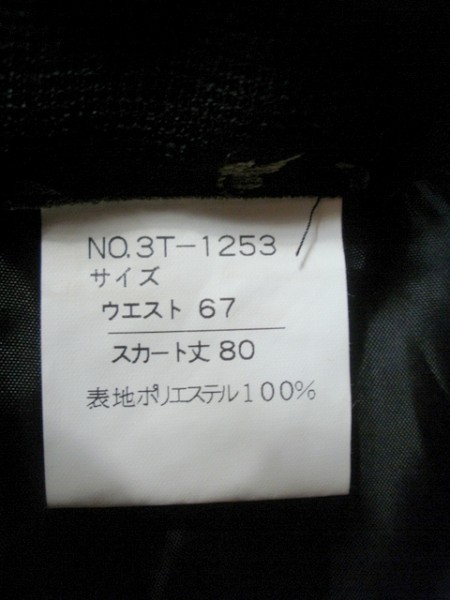 NO.3T-1253
サイズ
ウエスト 67
スカート丈 80
表地ポリエステル100%